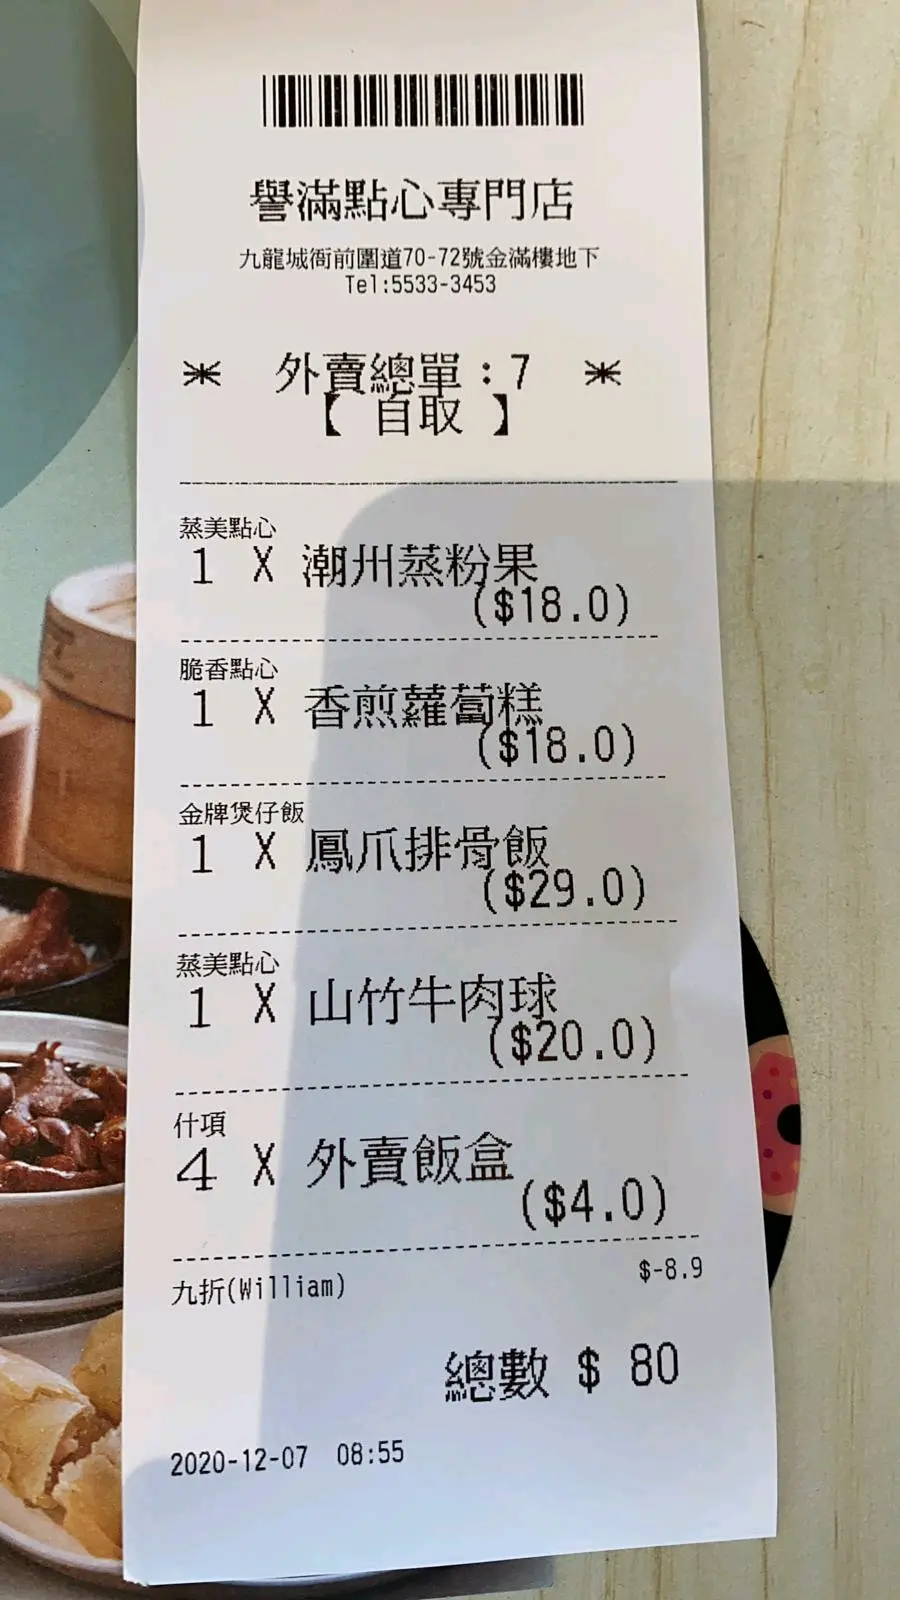 譽滿點心專門店
九龍城衙前圍道70-72號金滿樓地下
Tel:5533-3453
* 外賣總單:7 *
【 自取 】
蒸美點心
1 X 潮州蒸粉果
($18.0)
脆香點心
1 X 香煎蘿蔔糕
($18.0)
金牌煲仔飯
1 X 鳳爪排骨飯
($29.0)
蒸美點心
1 X 山竹牛肉球
($20.0)
什項
4 X 外賣飯盒
($4.0)
九折(William) $-8.9
總數 $ 80
2020-12-07 08:55